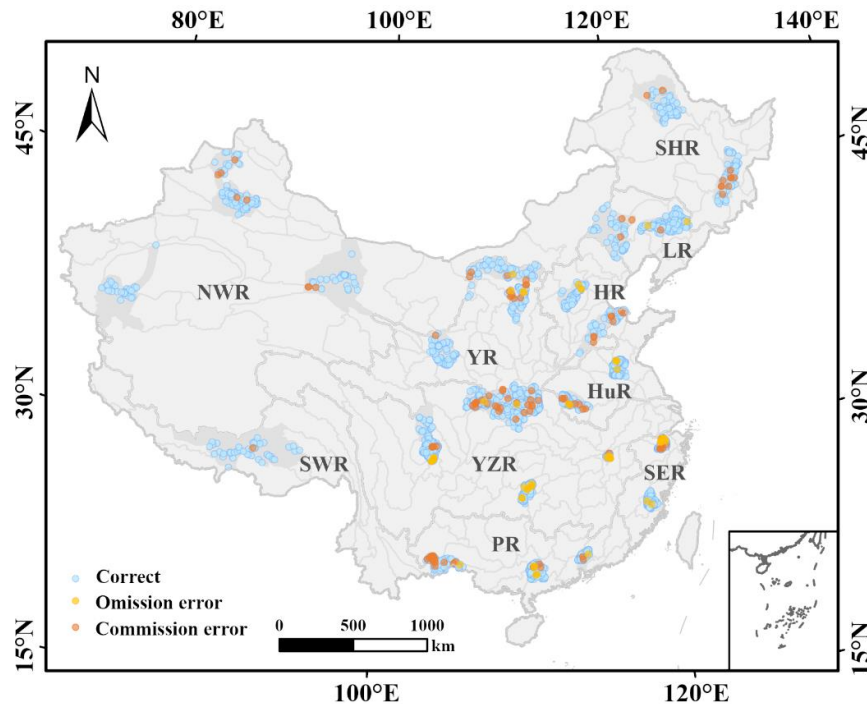 80°E 100°E 120°E 140°E
N
45°N 45°N
SHR
LR
NWR HR
YR
HuR
30°N 30°N
SWR YZR SER
PR
Correct
Omission error
Commission error
0 500 1000
km
15°N 15°N
100°E 120°E